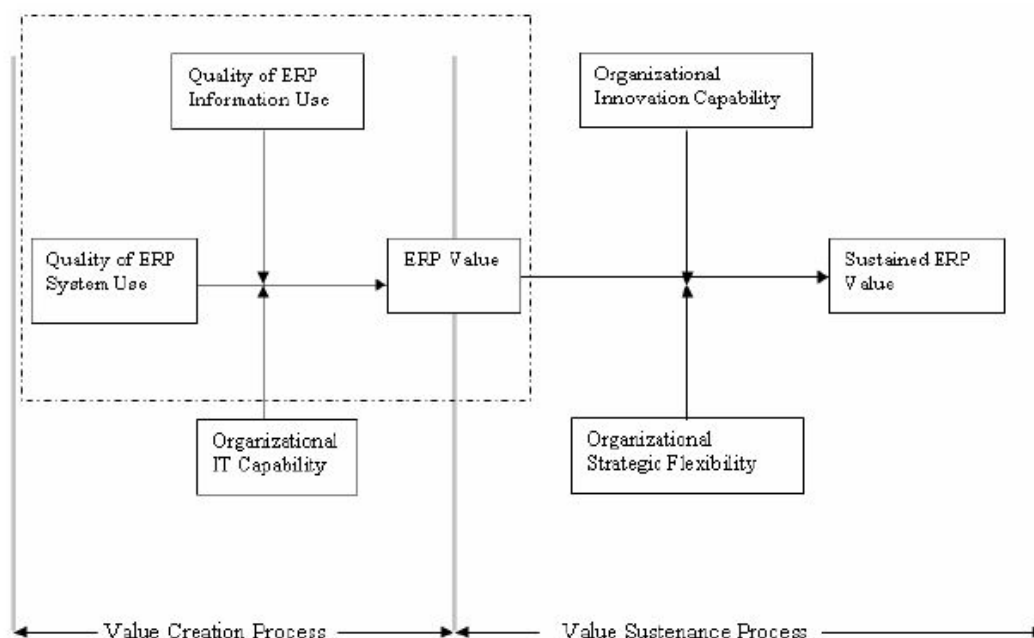 Quality of ERP
Information Use
Organizational
Innovation Capability
Quality of ERP
System Use
ERP Value
Sustained ERP
Value
Organizational
IT Capability
Organizational
Strategic Flexibility
Value Creation Process
Value Sustenance Process